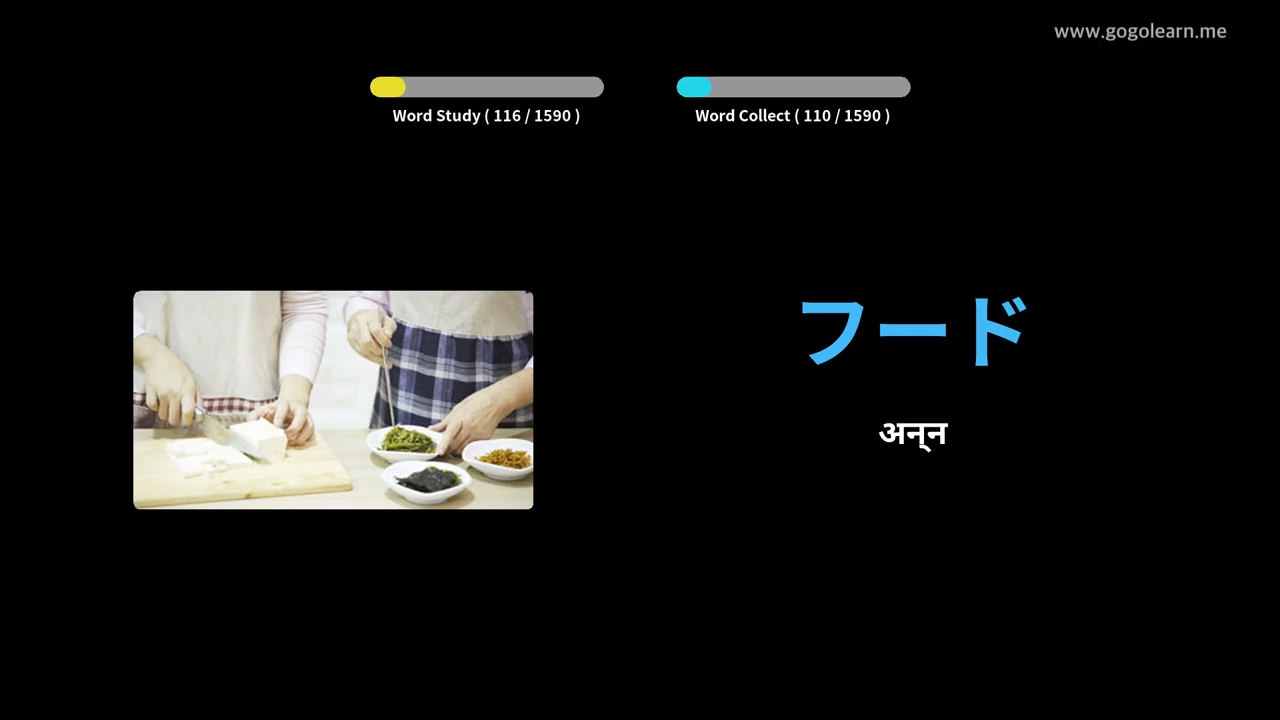 www.gogolearn.me
Word Study ( 116 / 1590 )
Word Collect ( 110 / 1590 )
フード
अन्‌न